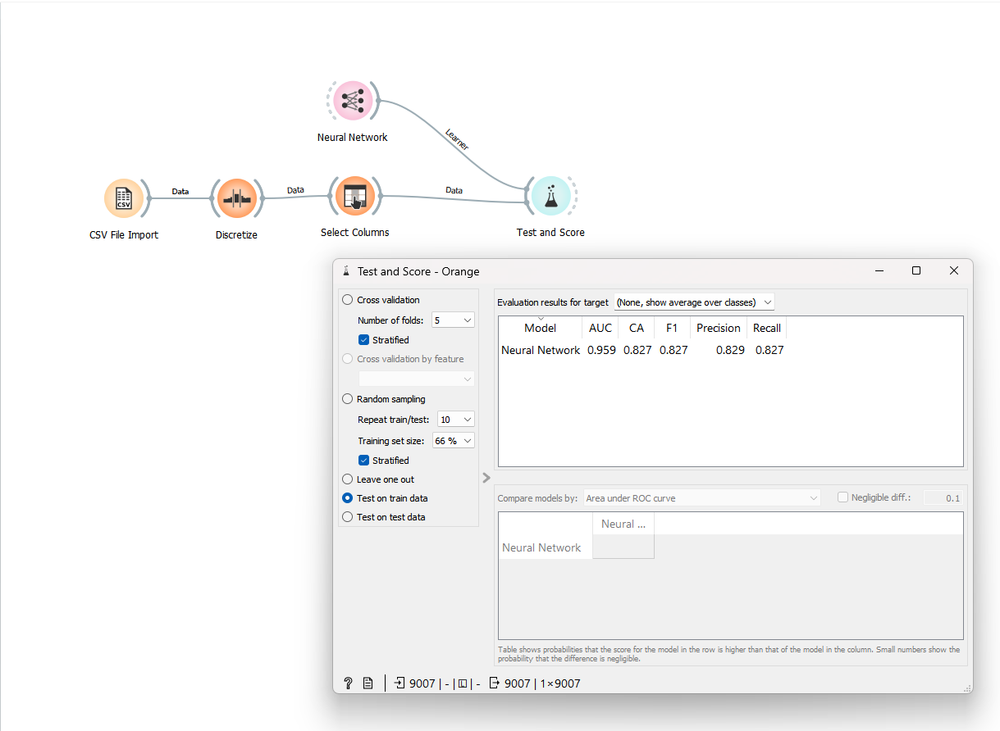 Neural Network
Learner
Data
Data
Data
CSV
CSV File Import
Discretize
Select Columns
Test and Score
Test and Score - Orange
Cross validation
Number of folds: 5
Stratified
Cross validation by feature
Random sampling
Repeat train/test: 10
Training set size: 66 %
Stratified
Leave one out
Test on train data
Test on test data
Evaluation results for target (None, show average over classes)
Model AUC CA F1 Precision Recall
Neural Network 0.959 0.827 0.827 0.829 0.827
Compare models by: Area under ROC curve Negligible diff.: 0.1
Neural ...
Neural Network
Table shows probabilities that the score for the model in the row is higher than that of the model in the column. Small numbers show the
probability that the difference is negligible.
? 9007 | - | | - 9007 | 1×9007